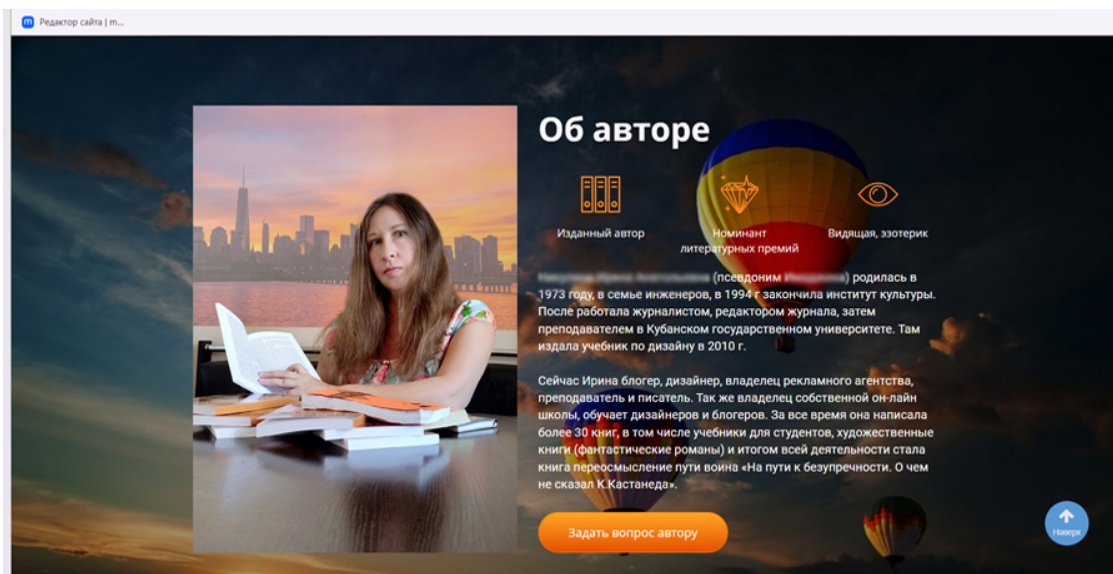 Редактор сайта | m...
Об авторе
Изданный автор
Номинант
литературных премий
Видящая, эзотерик
(псевдоним ) родилась в
1973 году, в семье инженеров, в 1994 г закончила институт культуры.
После работала журналистом, редактором журнала, затем
преподавателем в Кубанском государственном университете. Там
издала учебник по дизайну в 2010 г.
Сейчас Ирина блогер, дизайнер, владелец рекламного агентства,
преподаватель и писатель. Так же владелец собственной он-лайн
школы, обучает дизайнеров и блогеров. За все время она написала
более 30 книг, в том числе учебники для студентов, художественные
книги (фантастические романы) и итогом всей деятельности стала
книга переосмысление пути воина «На пути к безупречности. О чем
не сказал К.Кастанеда».
Задать вопрос автору
Наверх